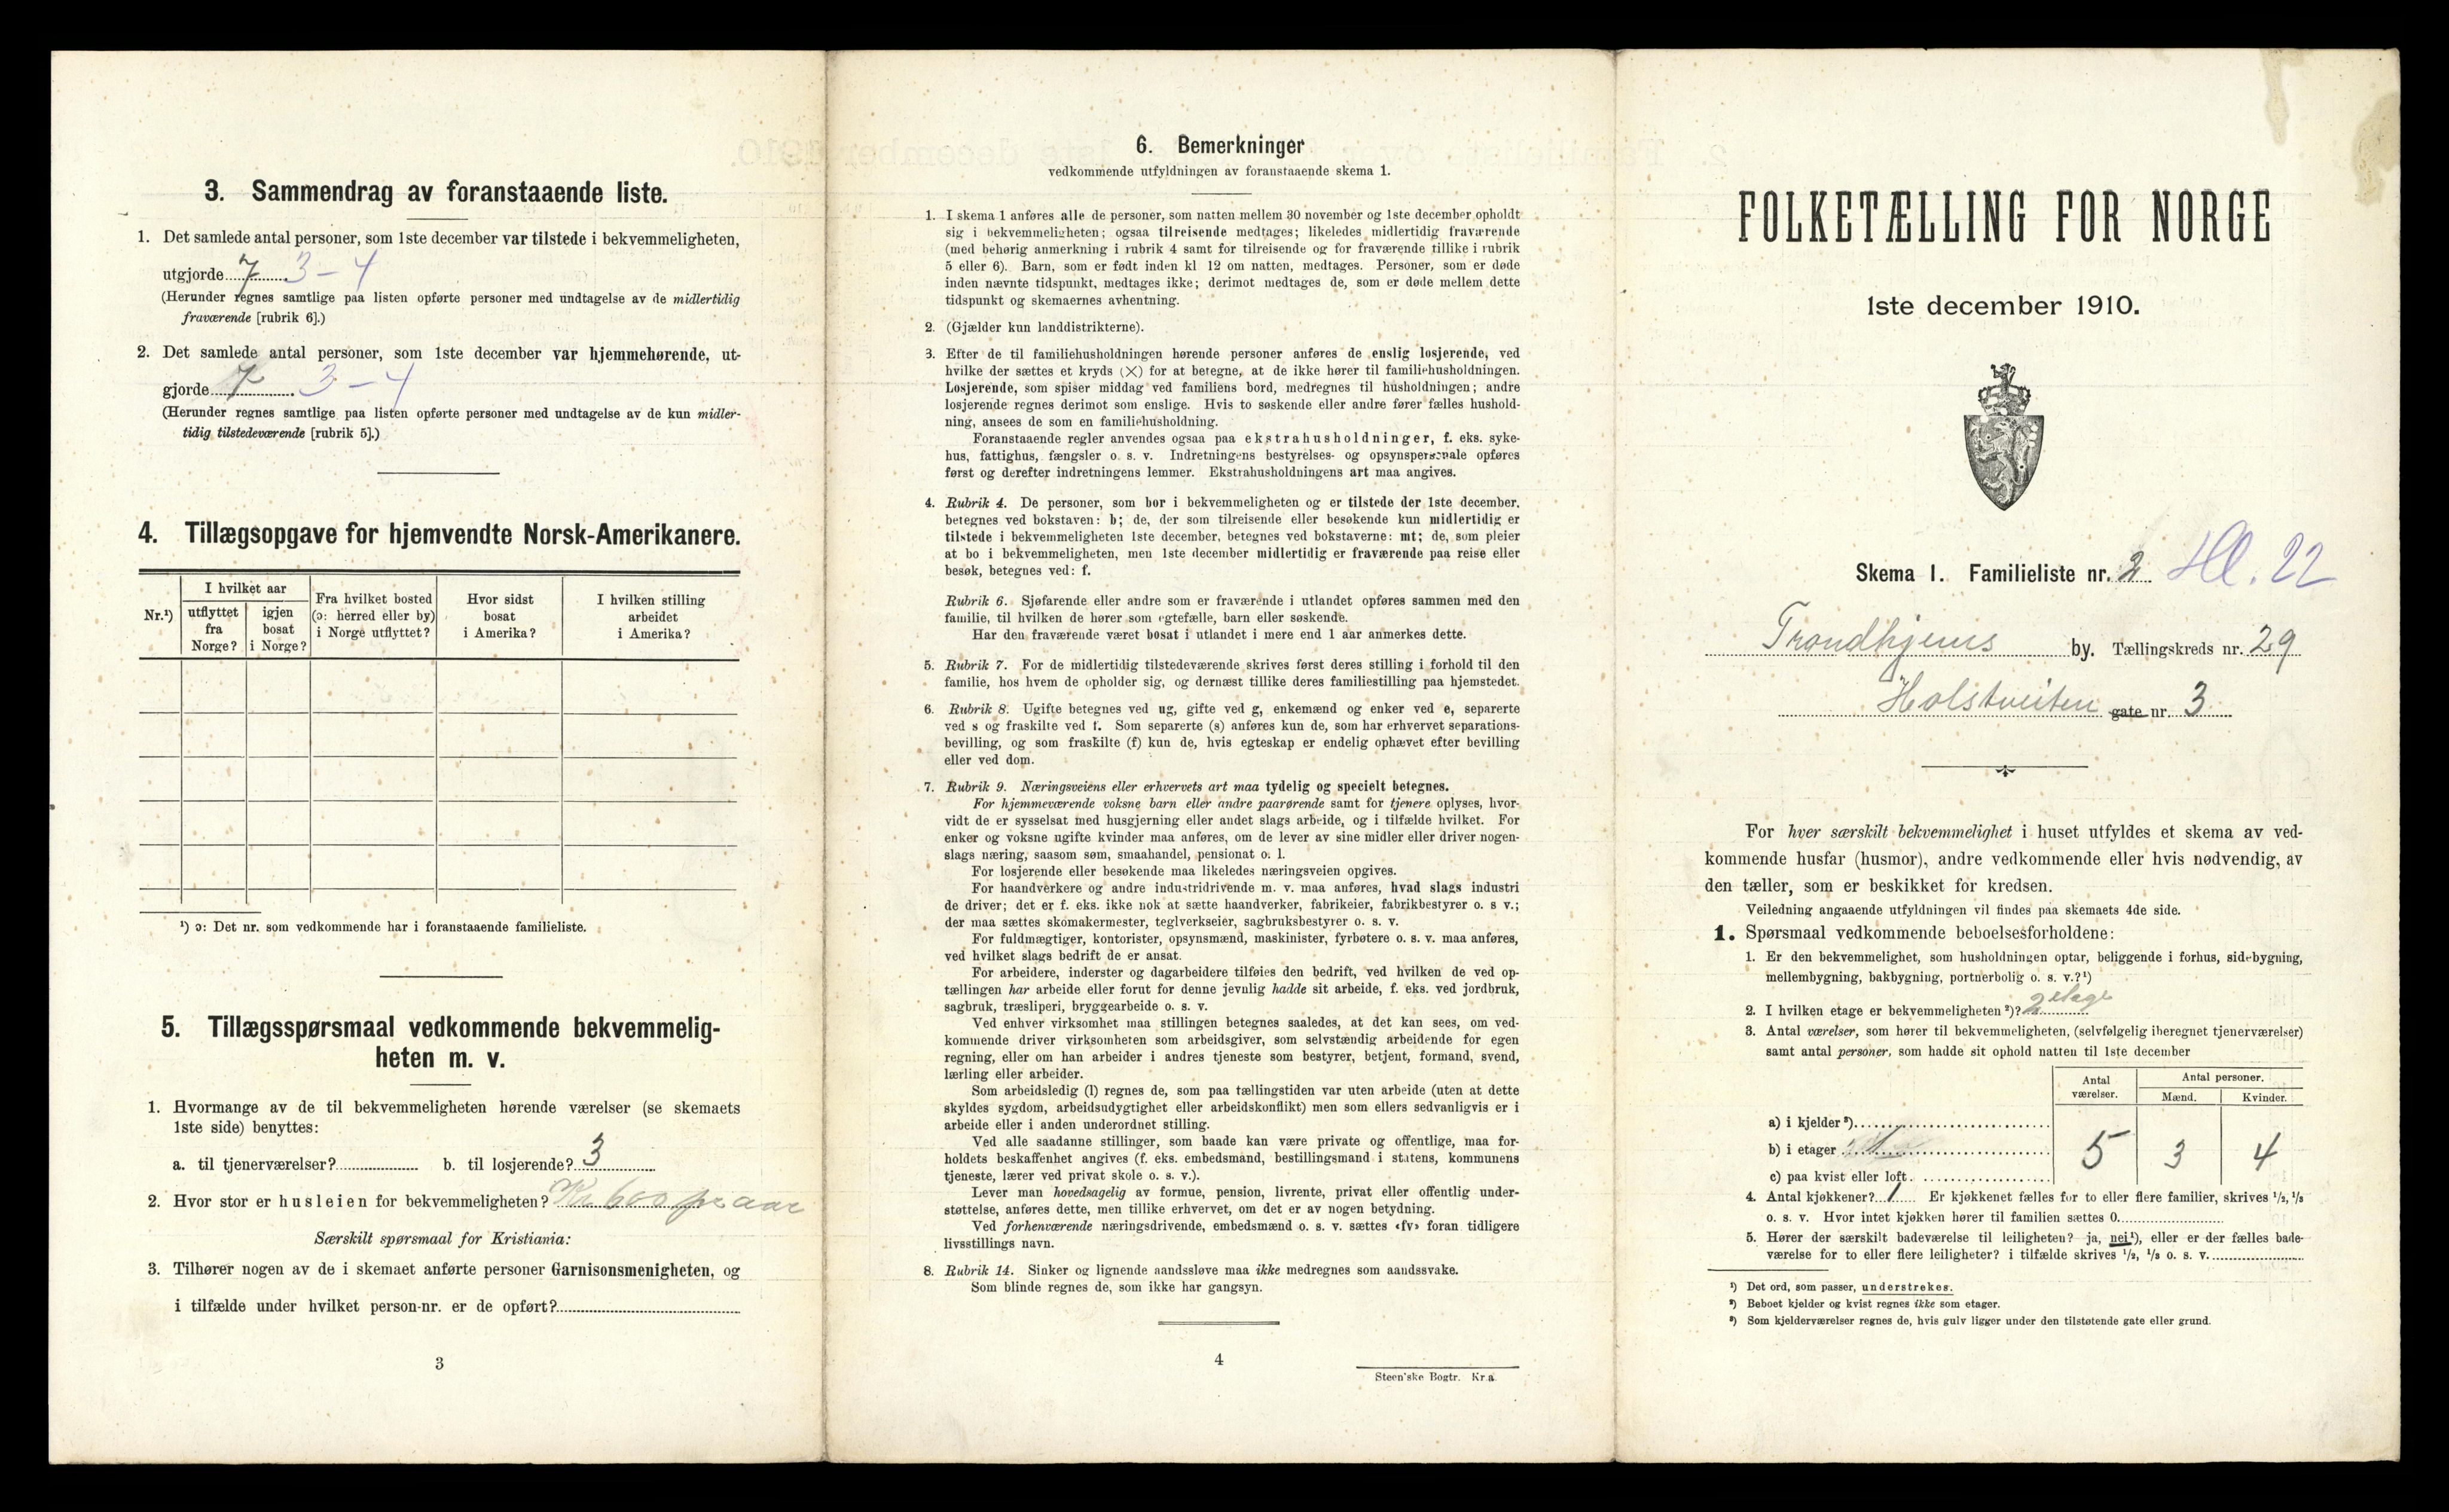 3. Sammendrag av foranstaaende liste.
1. Det samlede antal personer, som 1ste december var tilstede i bekvemmeligheten,
utgjorde 7 3 – 4
(Herunder regnes samtlige paa listen opførte personer med undtagelse av de midlertidig
fraværende [rubrik 6].)
2. Det samlede antal personer, som 1ste december var hjemmehørende, ut-
gjorde 7 3 – 4
(Herunder regnes samtlige paa listen opførte personer med undtagelse av de kun midler-
tidig tilstedeværende [rubrik 5].)
4. Tillægsopgave for hjemvendte Norsk-Amerikanere.
Nr.¹)
I hvilket aar
utflyttet fra Norge?
igjen bosat i Norge?
Fra hvilket bosted (ɔ: herred eller by) i Norge utflyttet?
Hvor sidst bosat i Amerika?
I hvilken stilling arbeidet i Amerika?
¹) ɔ: Det nr. som vedkommende har i foranstaaende familieliste.
5. Tillægsspørsmaal vedkommende bekvemmelig-
heten m. v.
1. Hvormange av de til bekvemmeligheten hørende værelser (se skemaets
1ste side) benyttes:
a. til tjenerværelser? b. til losjerende? 3
2. Hvor stor er husleien for bekvemmeligheten? Kr. 600 pr aar
Særskilt spørsmaal for Kristiania:
3. Tilhører nogen av de i skemaet anførte personer Garnisonsmenigheten, og
i tilfælde under hvilket person-nr. er de opført?
3
6. Bemerkninger
vedkommende utfyldningen av foranstaaende skema 1.
1. I skema 1 anføres alle de personer, som natten mellem 30 november og 1ste december opholdt
sig i bekvemmeligheten; ogsaa tilreisende medtages; likeledes midlertidig fraværende
(med behørig anmerkning i rubrik 4 samt for tilreisende og for fraværende tillike i rubrik
5 eller 6). Barn, som er født inden kl 12 om natten, medtages. Personer, som er døde
inden nævnte tidspunkt, medtages ikke; derimot medtages de, som er døde mellem dette
tidspunkt og skemaernes avhentning.
2. (Gjælder kun landdistrikterne).
3. Efter de til familiehusholdningen hørende personer anføres de enslig losjerende, ved
hvilke der sættes et kryds (×) for at betegne, at de ikke hører til familiehusholdningen.
Losjerende, som spiser middag ved familiens bord, medregnes til husholdningen; andre
losjerende regnes derimot som enslige. Hvis to søskende eller andre fører fælles hushold-
ning, ansees de som en familiehusholdning.
Foranstaaende regler anvendes ogsaa paa ekstrahusholdninger, f. eks. syke-
hus, fattighus, fængsler o. s. v. Indretningens bestyrelses- og opsynspersonale opføres
først og derefter indretningens lemmer. Ekstrahusholdningens art maa angives.
4. Rubrik 4. De personer, som bor i bekvemmeligheten og er tilstede der 1ste december,
betegnes ved bokstaven: b; de, der som tilreisende eller besøkende kun midlertidig er
tilstede i bekvemmeligheten 1ste december, betegnes ved bokstaverne: mt; de, som pleier
at bo i bekvemmeligheten, men 1ste december midlertidig er fraværende paa reise eller
besøk, betegnes ved: f.
Rubrik 6. Sjøfarende eller andre som er fraværende i utlandet opføres sammen med den
familie, til hvilken de hører som egtefælle, barn eller søskende.
Har den fraværende været bosat i utlandet i mere end 1 aar anmerkes dette.
5. Rubrik 7. For de midlertidig tilstedeværende skrives først deres stilling i forhold til den
familie, hos hvem de opholder sig, og dernæst tillike deres familiestilling paa hjemstedet.
6. Rubrik 8. Ugifte betegnes ved ug, gifte ved g, enkemænd og enker ved e, separerte
ved s og fraskilte ved f. Som separerte (s) anføres kun de, som har erhvervet separations-
bevilling, og som fraskilte (f) kun de, hvis egteskap er endelig ophævet efter bevilling
eller ved dom.
7. Rubrik 9. Næringsveiens eller erhvervets art maa tydelig og specielt betegnes.
For hjemmeværende voksne barn eller andre paarørende samt for tjenere oplyses, hvor-
vidt de er sysselsat med husgjerning eller andet slags arbeide, og i tilfælde hvilket. For
enker og voksne ugifte kvinder maa anføres, om de lever av sine midler eller driver nogen-
slags næring, saasom søm, smaahandel, pensionat o. l.
For losjerende eller besøkende maa likeledes næringsveien opgives.
For haandverkere og andre industridrivende m. v. maa anføres, hvad slags industri
de driver; det er f. eks. ikke nok at sætte haandverker, fabrikeier, fabrikbestyrer o. s v.;
der maa sættes skomakermester, teglverkseier, sagbruksbestyrer o. s. v.
For fuldmægtiger, kontorister, opsynsmænd, maskinister, fyrbøtere o. s. v. maa anføres,
ved hvilket slags bedrift de er ansat.
For arbeidere, inderster og dagarbeidere tilføies den bedrift, ved hvilken de ved op-
tællingen har arbeide eller forut for denne jevnlig hadde sit arbeide, f. eks. ved jordbruk,
sagbruk, træsliperi, bryggearbeide o. s. v.
Ved enhver virksomhet maa stillingen betegnes saaledes, at det kan sees, om ved-
kommende driver virksomheten som arbeidsgiver, som selvstændig arbeidende for egen
regning, eller om han arbeider i andres tjeneste som bestyrer, betjent, formand, svend,
lærling eller arbeider.
Som arbeidsledig (l) regnes de, som paa tællingstiden var uten arbeide (uten at dette
skyldes sygdom, arbeidsudygtighet eller arbeidskonflikt) men som ellers sedvanligvis er i
arbeide eller i anden underordnet stilling.
Ved alle saadanne stillinger, som baade kan være private og offentlige, maa for-
holdets beskaffenhet angives (f. eks. embedsmand, bestillingsmand i statens, kommunens
tjeneste, lærer ved privat skole o. s. v.).
Lever man hovedsagelig av formue, pension, livrente, privat eller offentlig under-
støttelse, anføres dette, men tillike erhvervet, om det er av nogen betydning.
Ved forhenværende næringsdrivende, embedsmænd o. s. v. sættes «fv» foran tidligere
livsstillings navn.
8. Rubrik 14. Sinker og lignende aandssløve maa ikke medregnes som aandssvake.
Som blinde regnes de, som ikke har gangsyn.
4
Steen'ske Bogtr. Kr.a.
FOLKETÆLLING FOR NORGE
1ste december 1910.
Skema 1. Familieliste nr. 2 Hl. 22
Trondhjems by. Tællingskreds nr. 29
Holstveiten gate nr. 3
For hver særskilt bekvemmelighet i huset utfyldes et skema av ved-
kommende husfar (husmor), andre vedkommende eller hvis nødvendig, av
den tæller, som er beskikket for kredsen.
Veiledning angaaende utfyldningen vil findes paa skemaets 4de side.
1. Spørsmaal vedkommende beboelsesforholdene:
1. Er den bekvemmelighet, som husholdningen optar, beliggende i forhus, sidebygning,
mellembygning, bakbygning, portnerbolig o. s. v.?¹)
2. I hvilken etage er bekvemmeligheten²)? 2 etage
3. Antal værelser, som hører til bekvemmeligheten, (selvfølgelig iberegnet tjenerværelser)
samt antal personer, som hadde sit ophold natten til 1ste december
Antal værelser.
Antal personer.
Mænd. Kvinder.
a) i kjelder³)
b) i etager 5 3 4
c) paa kvist eller loft
4. Antal kjøkkener? 1 Er kjøkkenet fælles for to eller flere familier, skrives 1/2, 1/3
o. s. v. Hvor intet kjøkken hører til familien sættes 0.
5. Hører der særskilt badeværelse til leiligheten? ja, nei¹), eller er der fælles bade-
værelse for to eller flere leiligheter? i tilfælde skrives 1/2, 1/3 o. s. v.
¹) Det ord, som passer, understrekes.
²) Beboet kjelder og kvist regnes ikke som etager.
³) Som kjelderværelser regnes de, hvis gulv ligger under den tilstøtende gate eller grund.